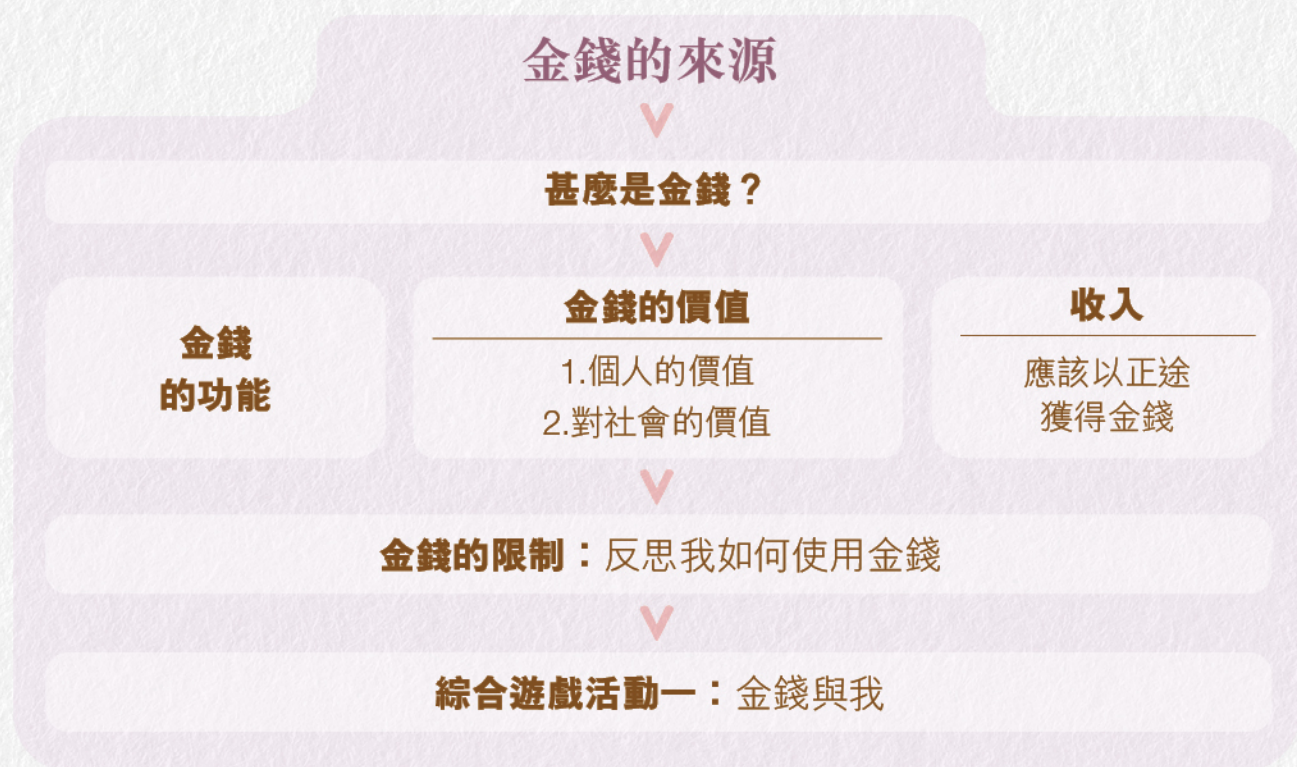 金錢的來源
甚麼是金錢？
金錢
的功能
金錢的價值
1.個人的價值
2.對社會的價值
收入
應該以正途
獲得金錢
金錢的限制：反思我如何使用金錢
綜合遊戲活動一：金錢與我